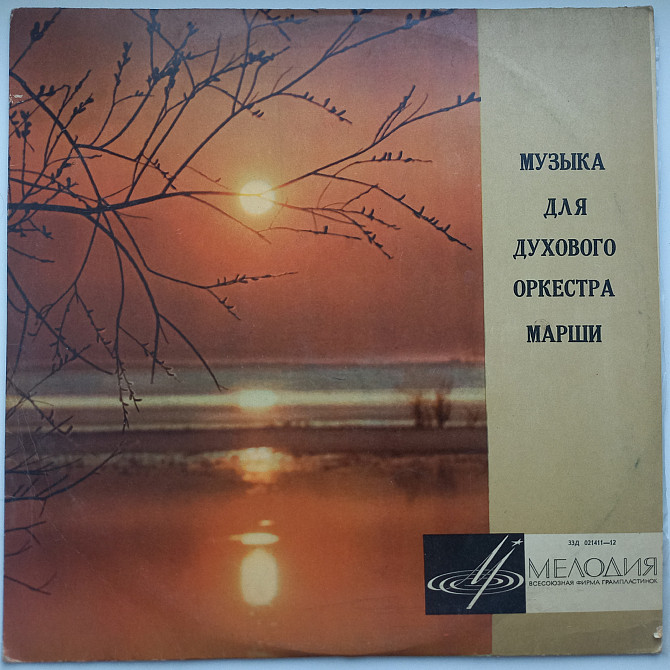 МУЗЫКА
ДЛЯ
ДУХОВОГО
ОРКЕСТРА
МАРШИ
33Д 021411—12
МЕЛОДИЯ
ВСЕСОЮЗНАЯ ФИРМА ГРАМПЛАСТИНОК